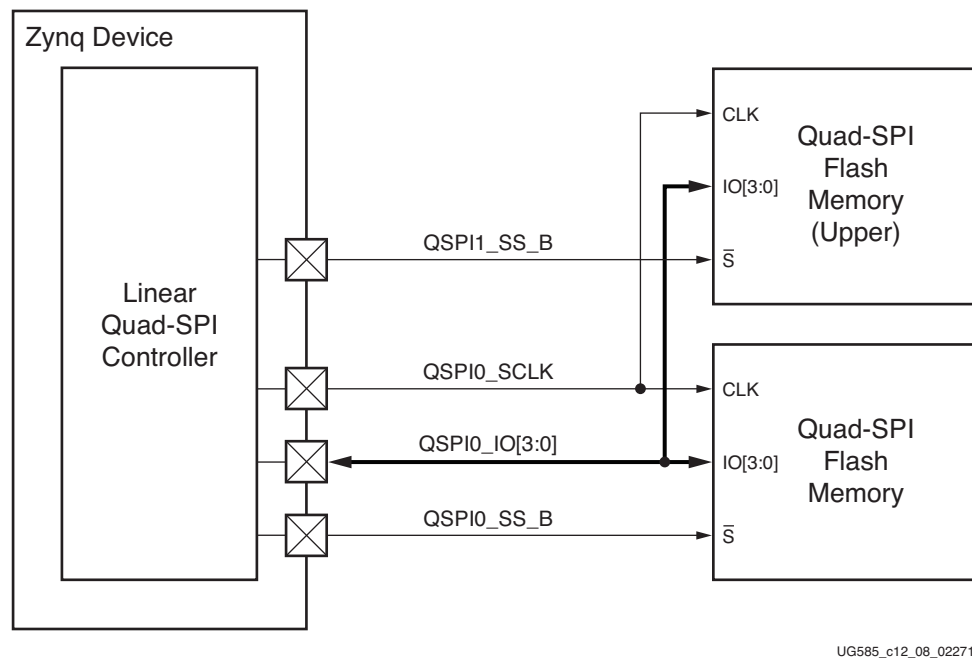 Zynq Device
Linear
Quad-SPI
Controller
QSPI1_SS_B
QSPI0_SCLK
QSPI0_IO[3:0]
QSPI0_SS_B
CLK
IO[3:0]
S̅
Quad-SPI
Flash
Memory
(Upper)
CLK
IO[3:0]
S̅
Quad-SPI
Flash
Memory
UG585_c12_08_02271